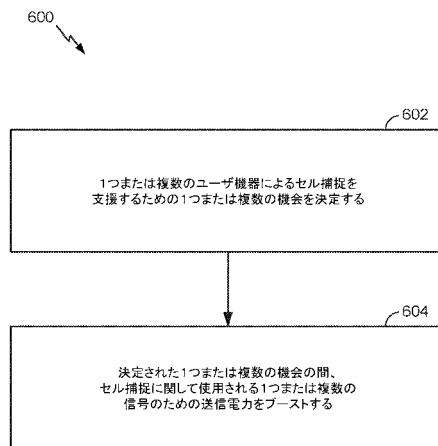 600
602
1つまたは複数のユーザ機器によるセル捕捉を
支援するための1つまたは複数の機会を決定する
604
決定された1つまたは複数の機会の間、
セル捕捉に関して使用される1つまたは複数の
信号のための送信電力をブーストする